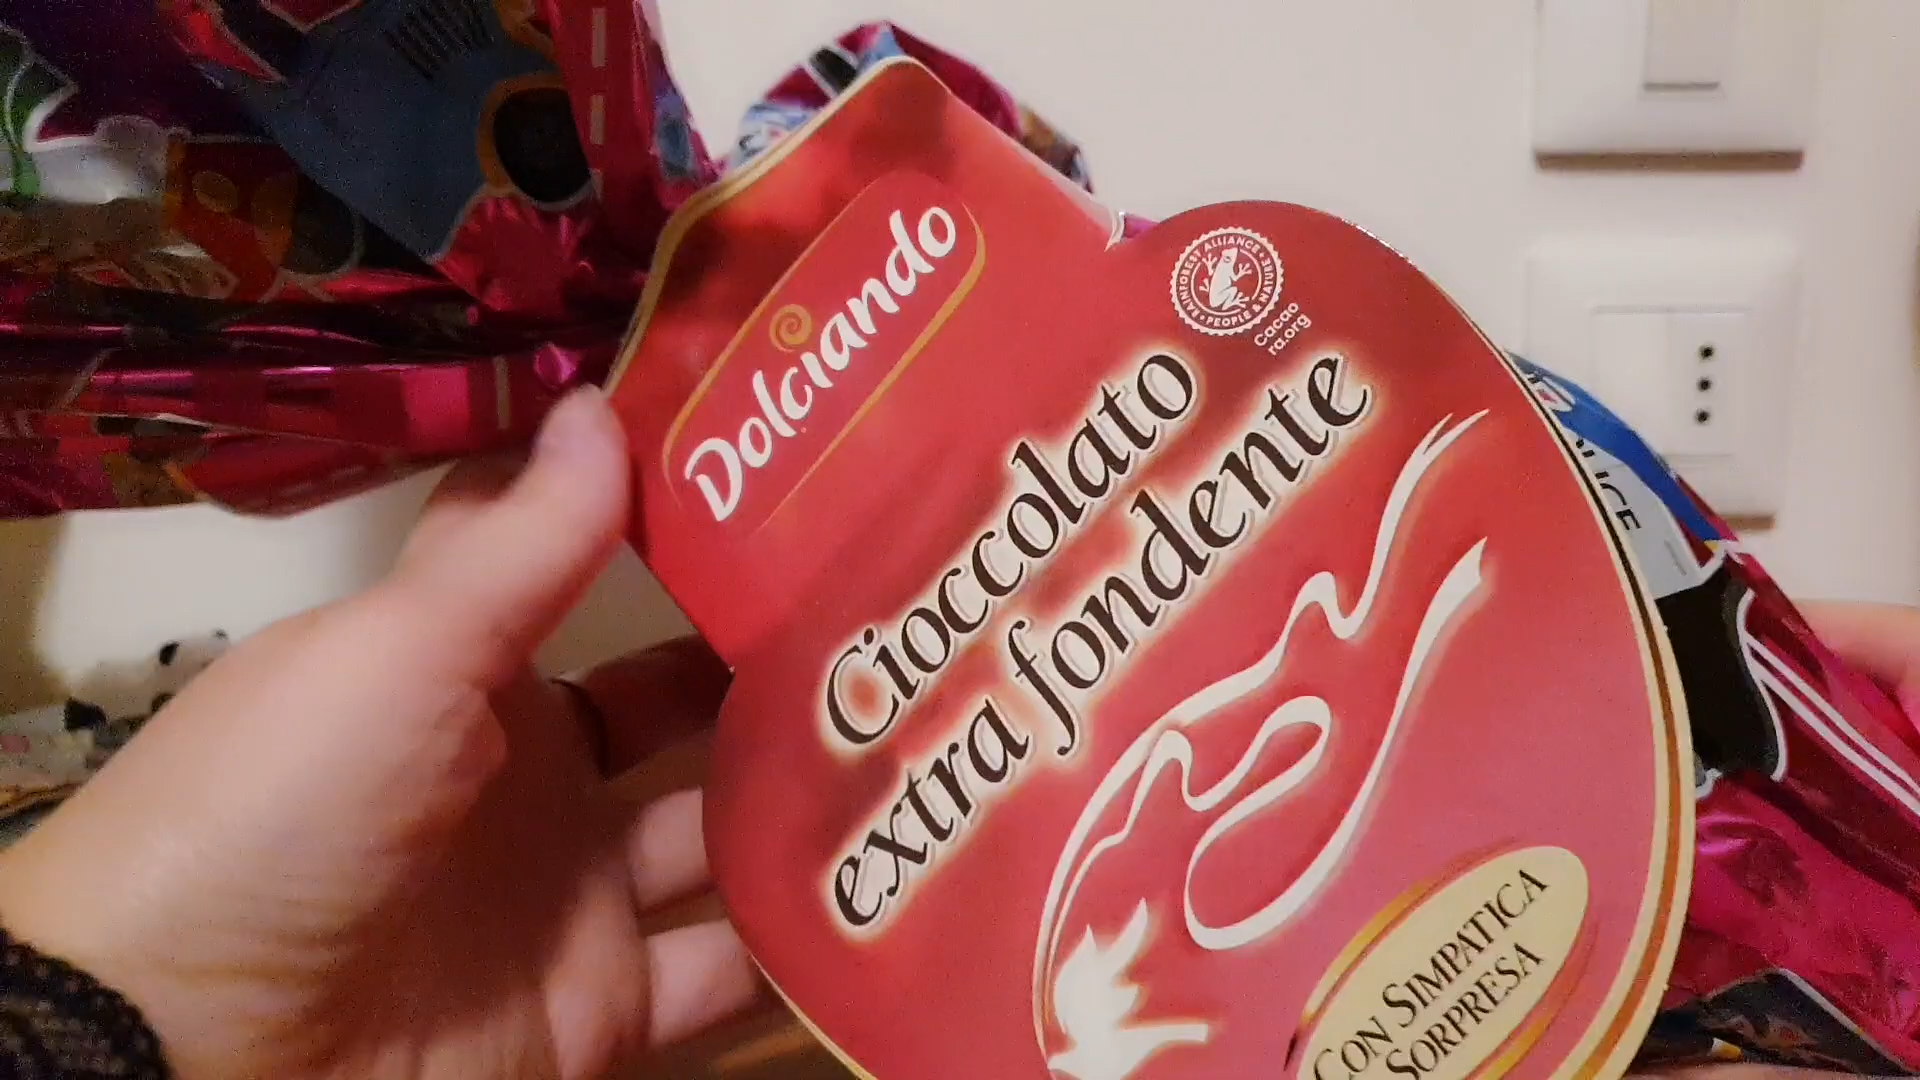 Dolciando
RAINFOREST ALLIANCE
PEOPLE & NATURE
Cacao
ra.org
Cioccolato
extra fondente
CON SIMPATICA
SORPRESA